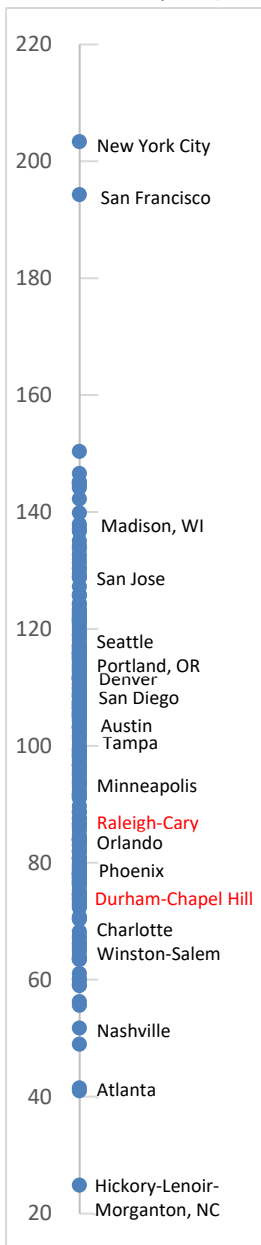 220
New York City
200
San Francisco
180
160
140
Madison, WI
San Jose
120
Seattle
Portland, OR
Denver
San Diego
Austin
100
Tampa
Minneapolis
Raleigh-Cary
Orlando
80
Phoenix
Durham-Chapel Hill
Charlotte
Winston-Salem
60
Nashville
40
Atlanta
Hickory-Lenoir-
Morganton, NC
20